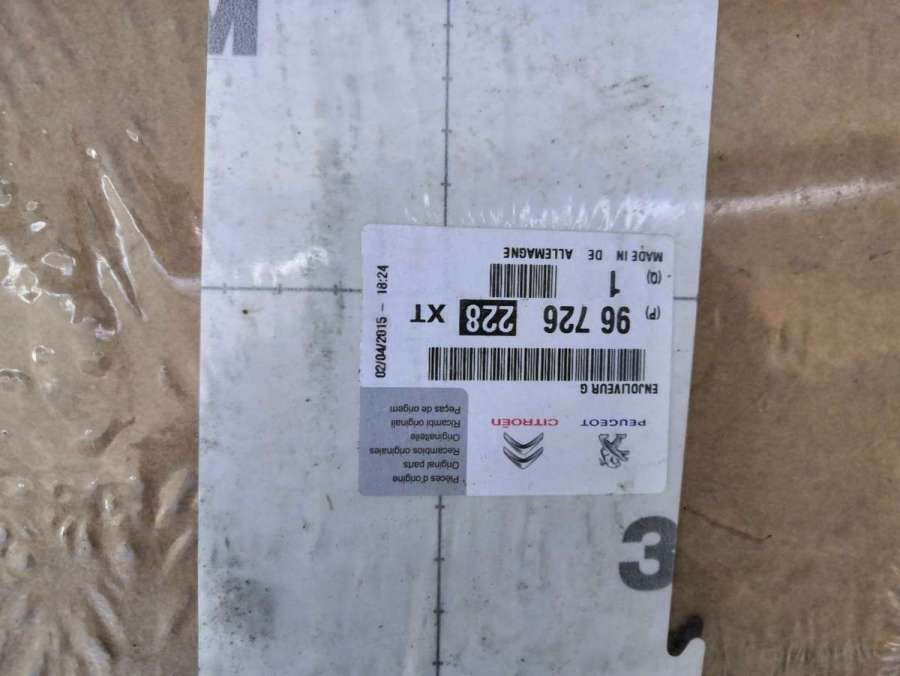 PEUGEOT
CITROËN
Pièces d'origine
Original parts
Recambios originales
Originalteile
Ricambi originali
Peças de origem
ENJOLIVEUR G
(P) 96 726 228 XT
(Q) 1
MADE IN DE ALLEMAGNE
02/04/2015 - 18:24
3
K